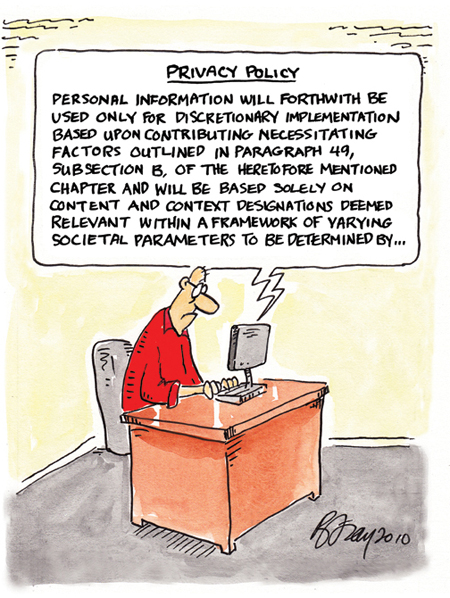 PRIVACY POLICY
PERSONAL INFORMATION WILL FORTHWITH BE
USED ONLY FOR DISCRETIONARY IMPLEMENTATION
BASED UPON CONTRIBUTING NECESSITATING
FACTORS OUTLINED IN PARAGRAPH 49,
SUBSECTION B, OF THE HERETOFORE MENTIONED
CHAPTER AND WILL BE BASED SOLELY ON
CONTENT AND CONTEXT DESIGNATIONS DEEMED
RELEVANT WITHIN A FRAMEWORK OF VARYING
SOCIETAL PARAMETERS TO BE DETERMINED BY...
2010